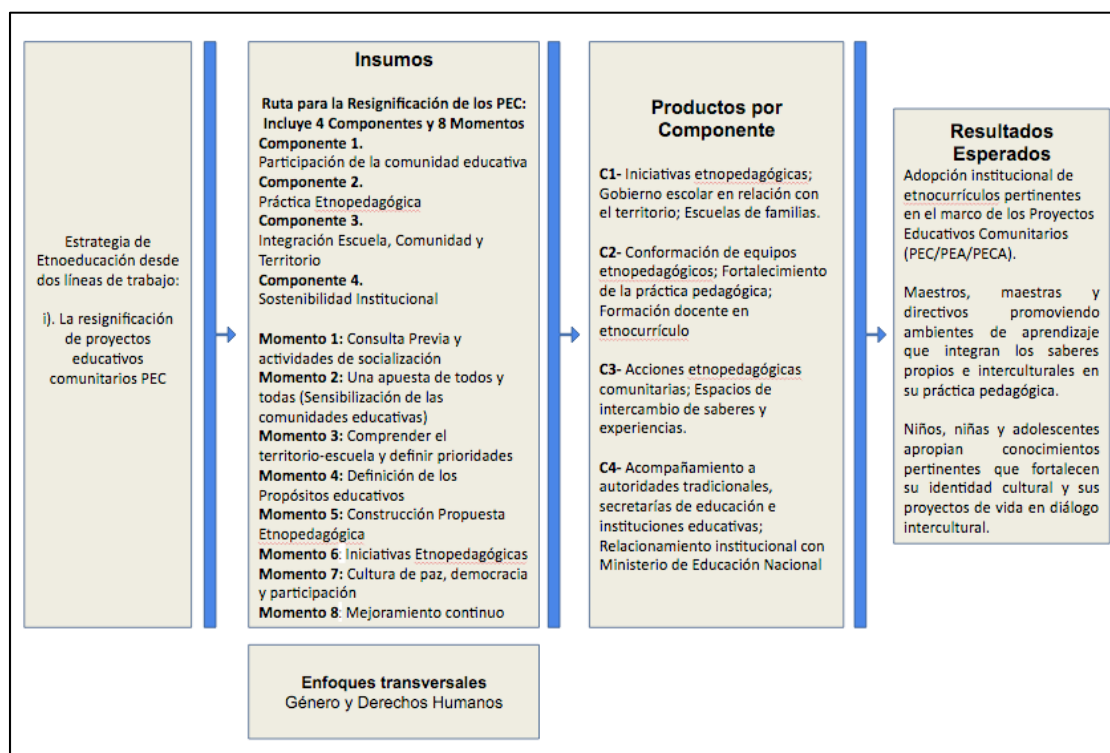 Estrategia de
Etnoeducación desde
dos líneas de trabajo:
i). La resignificación
de proyectos
educativos
comunitarios PEC
Insumos
Ruta para la Resignificación de los PEC:
Incluye 4 Componentes y 8 Momentos
Componente 1.
Participación de la comunidad educativa
Componente 2.
Práctica Etnopedagógica
Componente 3.
Integración Escuela, Comunidad y
Territorio
Componente 4.
Sostenibilidad Institucional
Momento 1: Consulta Previa y
actividades de socialización
Momento 2: Una apuesta de todos y
todas (Sensibilización de las
comunidades educativas)
Momento 3: Comprender el
territorio-escuela y definir prioridades
Momento 4: Definición de los
Propósitos educativos
Momento 5: Construcción Propuesta
Etnopedagógica
Momento 6: Iniciativas Etnopedagógicas
Momento 7: Cultura de paz, democracia
y participación
Momento 8: Mejoramiento continuo
Enfoques transversales
Género y Derechos Humanos
Productos por
Componente
C1- Iniciativas etnopedagógicas;
Gobierno escolar en relación con
el territorio; Escuelas de familias.
C2- Conformación de equipos
etnopedagógicos; Fortalecimiento
de la práctica pedagógica;
Formación docente en
etnocurrículo
C3- Acciones etnopedagógicas
comunitarias; Espacios de
intercambio de saberes y
experiencias.
C4- Acompañamiento a
autoridades tradicionales,
secretarías de educación e
instituciones educativas;
Relacionamiento institucional con
Ministerio de Educación Nacional
Resultados
Esperados
Adopción institucional de
etnocurrículos pertinentes
en el marco de los Proyectos
Educativos Comunitarios
(PEC/PEA/PECA).
Maestros, maestras y
directivos promoviendo
ambientes de aprendizaje
que integran los saberes
propios e interculturales en
su práctica pedagógica.
Niños, niñas y adolescentes
apropian conocimientos
pertinentes que fortalecen
su identidad cultural y sus
proyectos de vida en diálogo
intercultural.